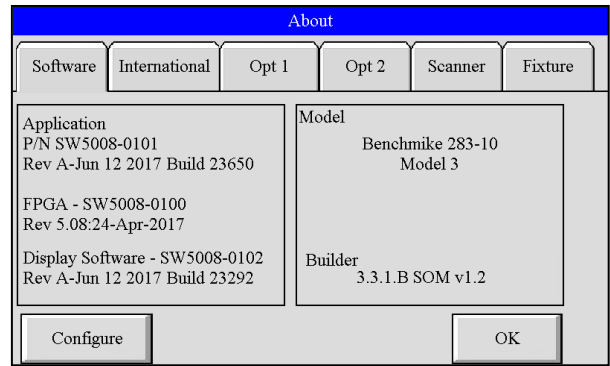 About
Software International Opt 1 Opt 2 Scanner Fixture
Application
P/N SW5008-0101
Rev A-Jun 12 2017 Build 23650
FPGA - SW5008-0100
Rev 5.08:24-Apr-2017
Display Software - SW5008-0102
Rev A-Jun 12 2017 Build 23292
Model
Benchmike 283-10
Model 3
Builder
3.3.1.B SOM v1.2
Configure
OK